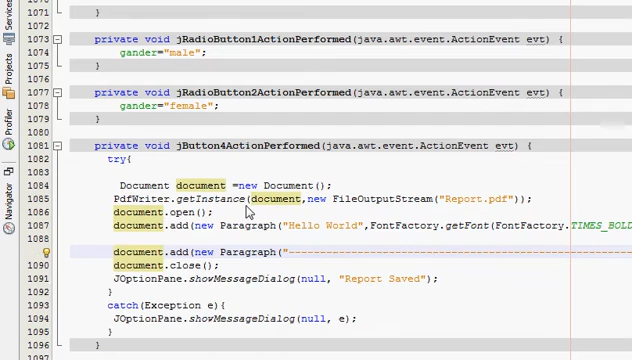 Services
Projects
Profiler
Navigator
1071 }
1072
1073 private void jRadioButton1ActionPerformed(java.awt.event.ActionEvent evt) {
1074 gander="male";
1075 }
1076
1077 private void jRadioButton2ActionPerformed(java.awt.event.ActionEvent evt) {
1078 gander="female";
1079 }
1080
1081 private void jButton4ActionPerformed(java.awt.event.ActionEvent evt) {
1082 try{
1083
1084 Document document =new Document();
1085 PdfWriter.getInstance(document,new FileOutputStream("Report.pdf"));
1086 document.open();
1087 document.add(new Paragraph("Hello World",FontFactory.getFont(FontFactory.TIMES_BOLD
1088
document.add(new Paragraph("------------------------------------------------------------
1090 document.close();
1091 JOptionPane.showMessageDialog(null, "Report Saved");
1092 }
1093 catch(Exception e){
1094 JOptionPane.showMessageDialog(null, e);
1095 }
1096 }